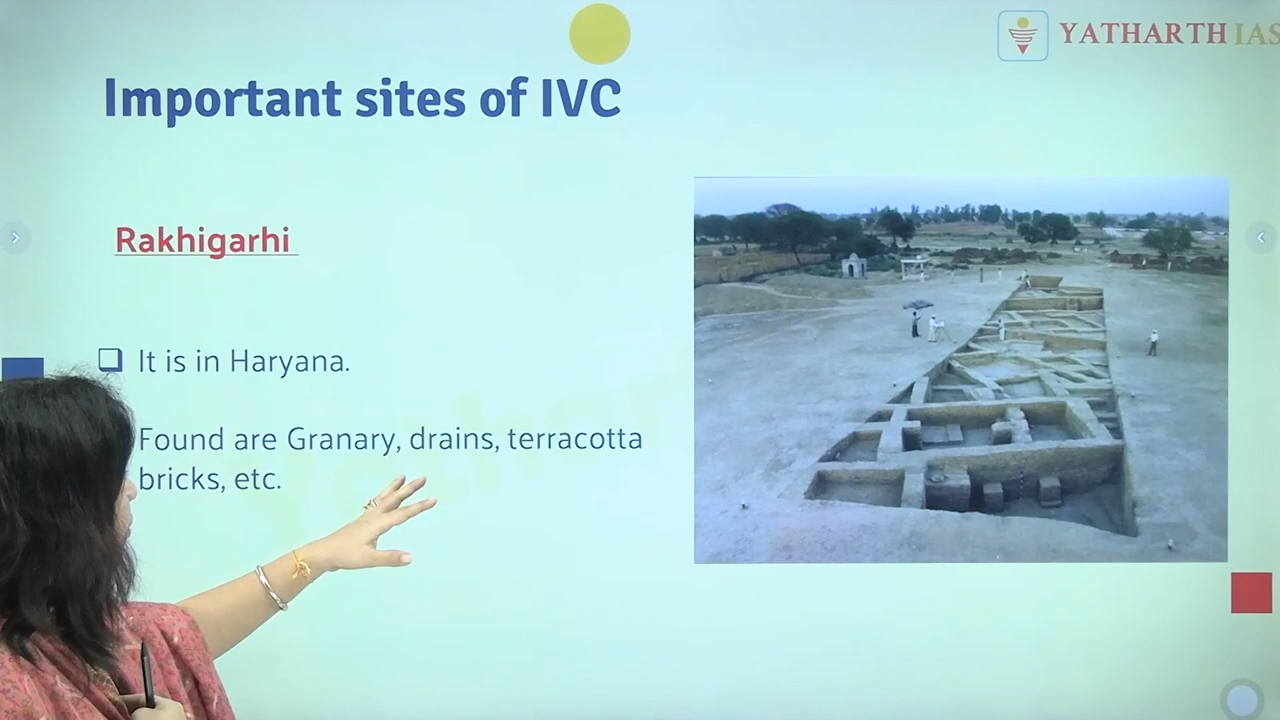 YATHARTH IAS
Important sites of IVC
Rakhigarhi
It is in Haryana.
Found are Granary, drains, terracotta
bricks, etc.